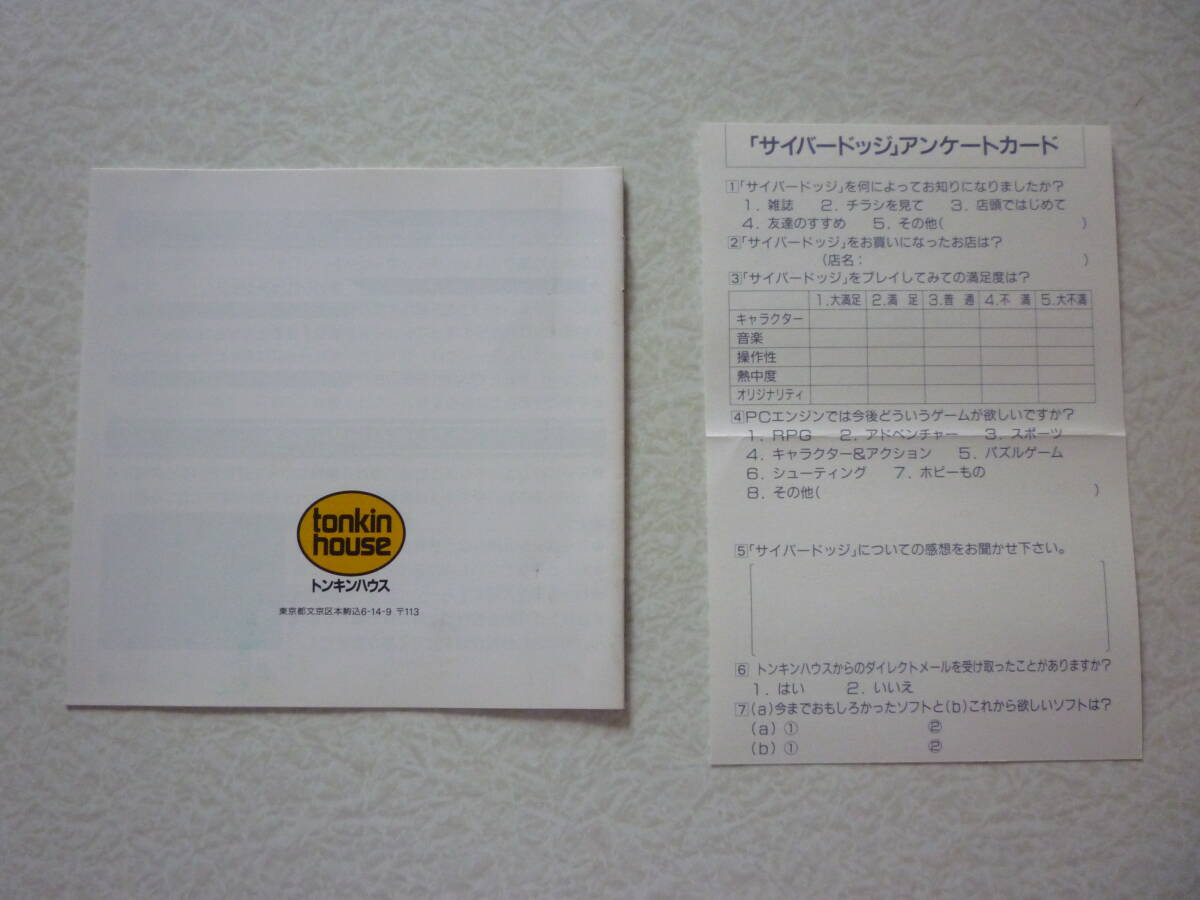 tonkin
house
トンキンハウス
東京都文京区本駒込6-14-9 〒113
「サイバードッジ」アンケートカード
1「サイバードッジ」を何によってお知りになりましたか?
1. 雑誌 2. チラシを見て 3. 店頭ではじめて
4. 友達のすすめ 5. その他( )
2「サイバードッジ」をお買いになったお店は?
(店名: )
3「サイバードッジ」をプレイしてみての満足度は?
1.大満足 2.満 足 3.普 通 4.不 満 5.大不満
キャラクター
音楽
操作性
熱中度
オリジナリティ
4PCエンジンでは今後どういうゲームが欲しいですか?
1. RPG 2. アドベンチャー 3. スポーツ
4. キャラクター&アクション 5. パズルゲーム
6. シューティング 7. ホビーもの
8. その他( )
5「サイバードッジ」についての感想をお聞かせ下さい。
6 トンキンハウスからのダイレクトメールを受け取ったことがありますか?
1. はい 2. いいえ
7(a)今までおもしろかったソフトと(b)これから欲しいソフトは?
(a)① ②
(b)① ②